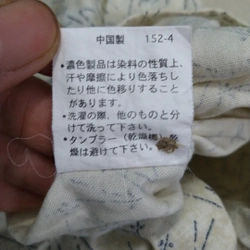 中国製 152-4
•濃色製品は染料の性質上、
汗や摩擦により色落ちし
たり他に色移りすること
があります。
•洗濯の際、他のものと分
けて洗って下さい。
•タンブラー(乾燥機)乾
燥は避けて下さい。